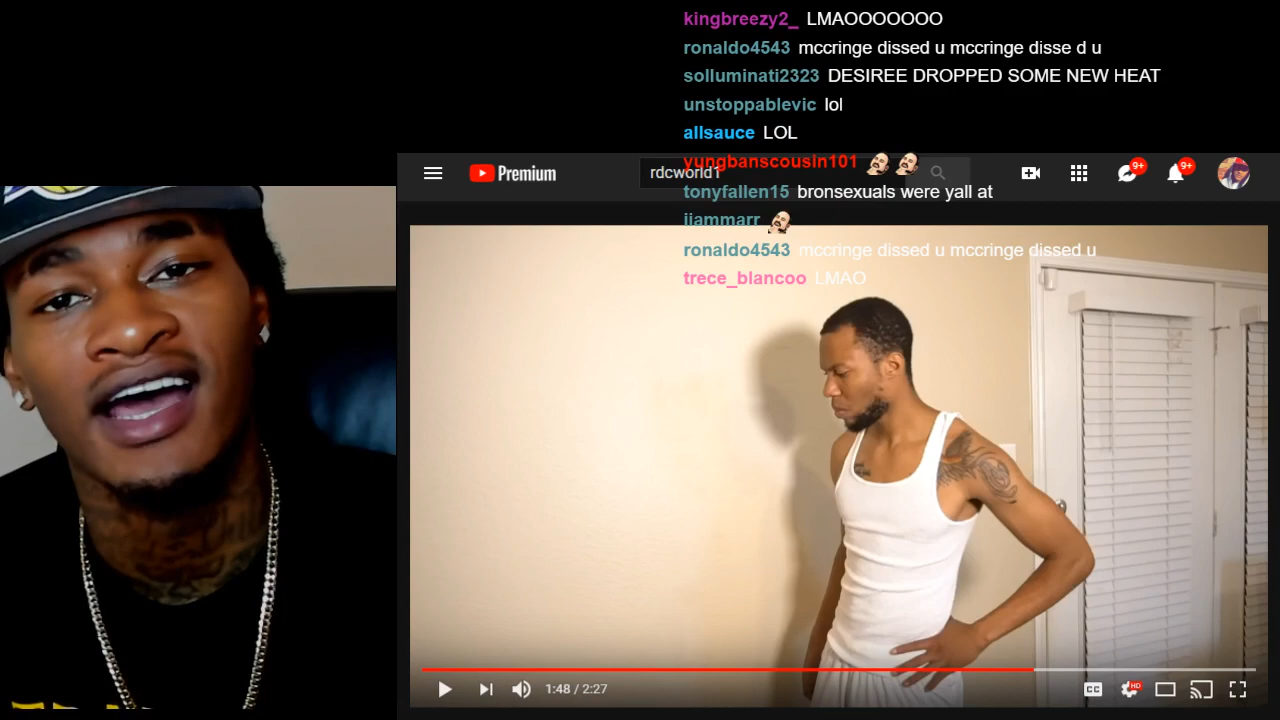 kingbreezy2_ LMAOOOOOOO
ronaldo4543 mccringe dissed u mccringe disse d u
solluminati2323 DESIREE DROPPED SOME NEW HEAT
unstoppablevic lol
allsauce LOL
yungbanscousin101
Premium
rdcworld1
9+
9+
tonyfallen15 bronsexuals were yall at
iiammarr
ronaldo4543 mccringe dissed u mccringe dissed u
trece_blancoo LMAO
1:48 / 2:27
CC
HD